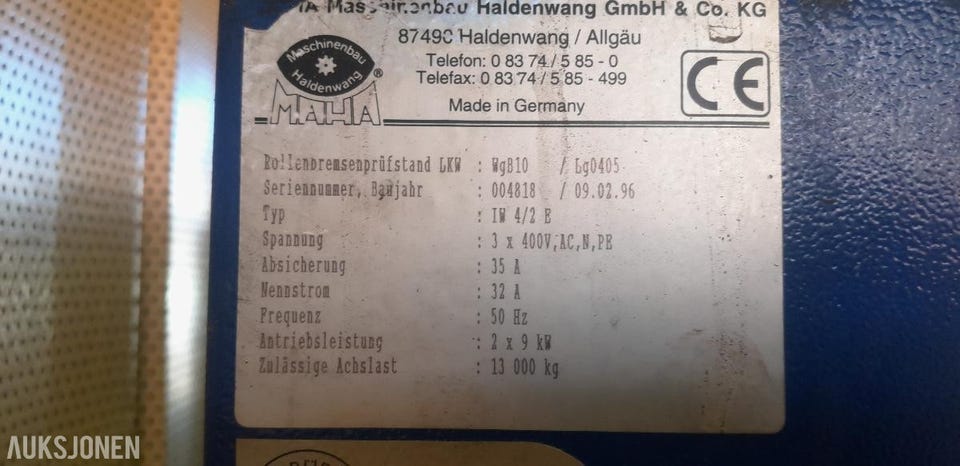 MAHA Maschinenbau Haldenwang GmbH & Co. KG
87490 Haldenwang / Allgäu
Telefon: 0 83 74 / 5 85 - 0
Telefax: 0 83 74 / 5 85 - 499
Made in Germany
Maschinenbau
Haldenwang
MAHA®
CE
Rollenbremsenprüfstand LKW : WgB10 / Lg0405
Seriennummer, Baujahr : 004818 / 09.02.96
Typ : IW 4/2 E
Spannung : 3 x 400V,AC,N,PE
Absicherung : 35 A
Nennstrom : 32 A
Frequenz : 50 Hz
Antriebsleistung : 2 x 9 kW
Zulässige Achslast : 13 000 kg
AUKSJONEN